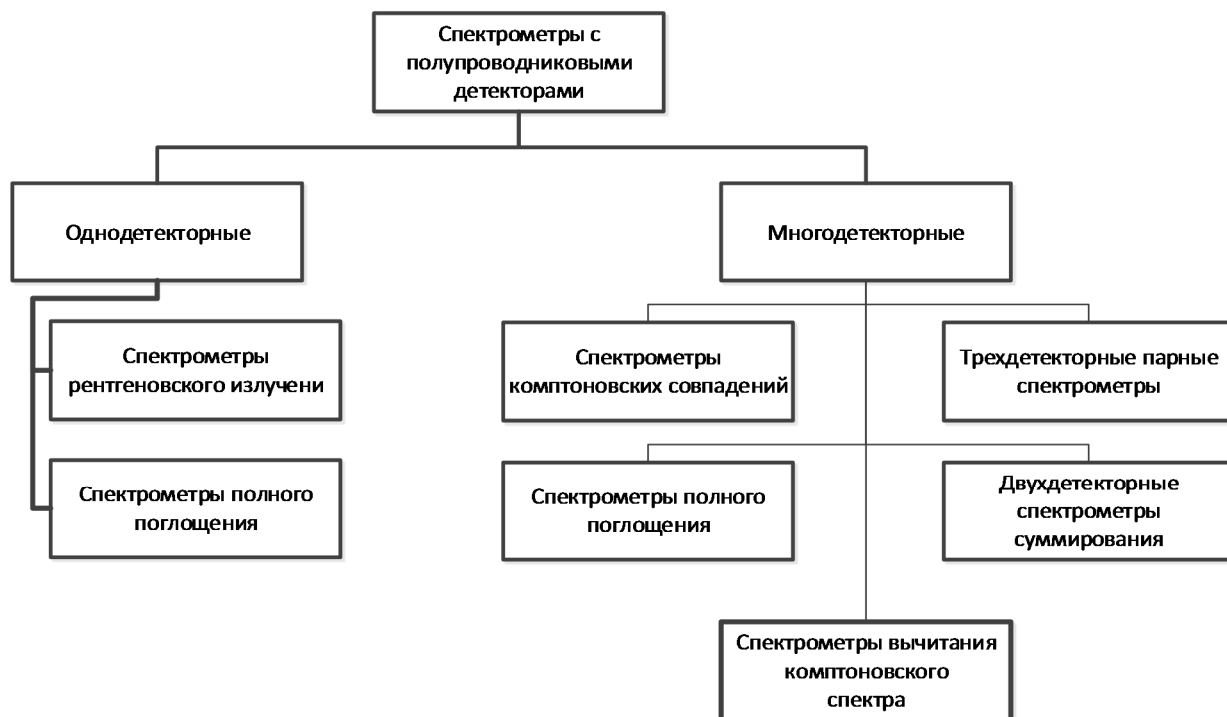 Спектрометры с
полупроводниковыми
детекторами
Однодетекторные
Многодетекторные
Спектрометры
рентгеновского излучени
Спектрометры
комптоновских совпадений
Трехдетекторные парные
спектрометры
Спектрометры полного
поглощения
Спектрометры полного
поглощения
Двухдетекторные
спектрометры
суммирования
Спектрометры вычитания
комптоновского
спектра